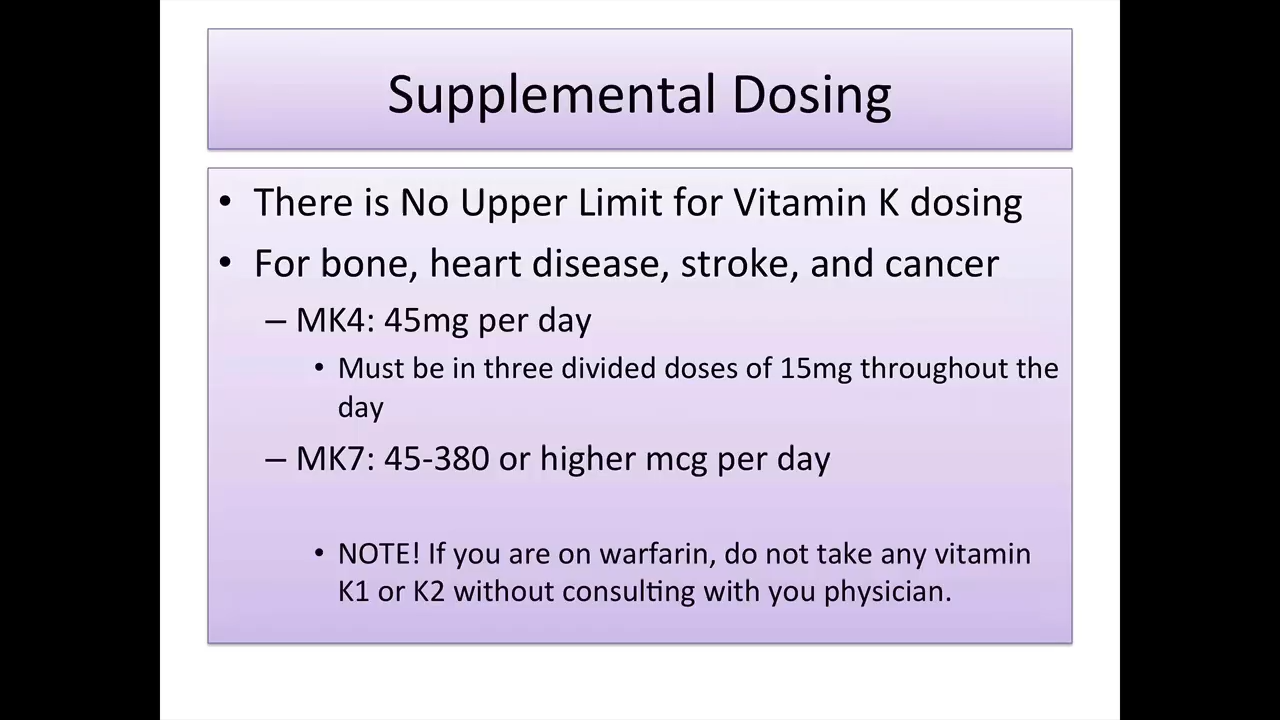 Supplemental Dosing
• There is No Upper Limit for Vitamin K dosing
• For bone, heart disease, stroke, and cancer
– MK4: 45mg per day
• Must be in three divided doses of 15mg throughout the
day
– MK7: 45-380 or higher mcg per day
• NOTE! If you are on warfarin, do not take any vitamin
K1 or K2 without consulting with you physician.